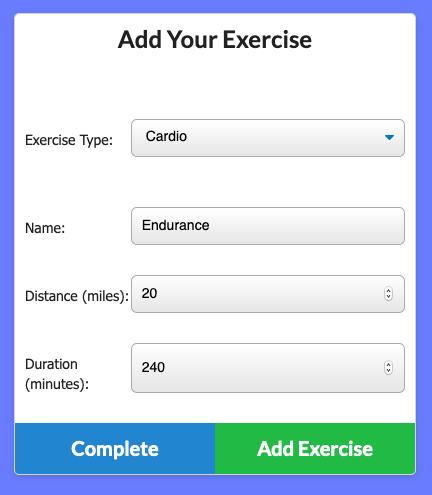 Add Your Exercise
Exercise Type: Cardio
Name: Endurance
Distance (miles): 20
Duration
(minutes): 240
Complete Add Exercise